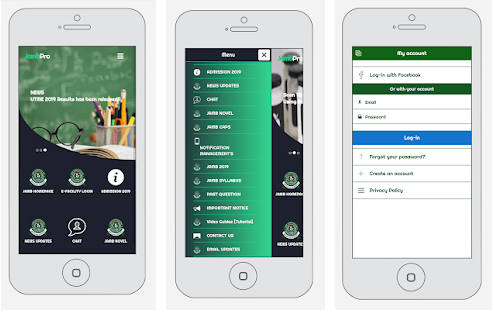 JambPro
NEWS
UTME 2019 Results has been released!
JAMB HOMEPAGE
E-FACILITY LOGIN
ADMISSION 2019
NEWS UPDATES
CHAT
JAMB NOVEL
Menu
ADMISSION 2019
NEWS UPDATES
CHAT
JAMB NOVEL
JAMB CAPS
NOTIFICATION
MANAGEMENTS
JAMB 2019
JAMB SYLLABUS
PAST QUESTION
IMPORTANT NOTICE
Video Guides [Tutorial]
CONTACT US
EMAIL UPDATES
Pro
JAMB HOMEPAGE
NEWS UPDATES
My account
Log-in with Facebook
Or with your account
Email
Password
Log-in
Forgot your password?
Create an account
Privacy Policy